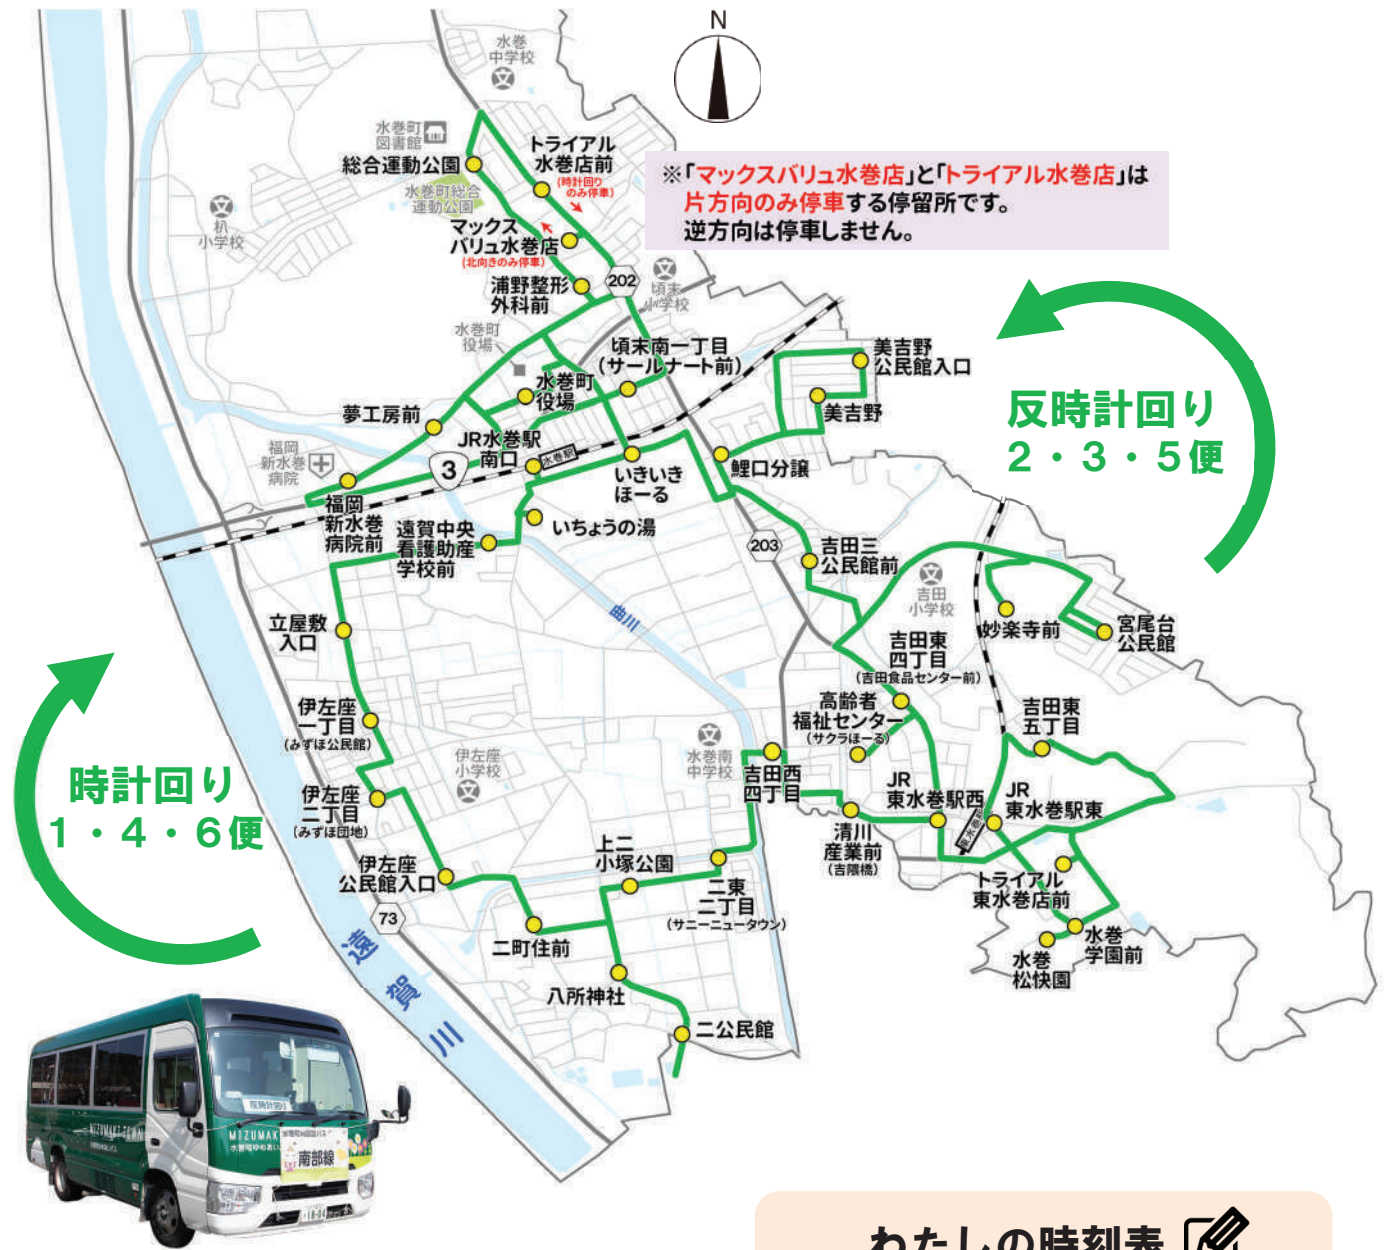 N
水巻
中学校
水巻町
図書館
総合運動公園
水巻町総合
運動公園
トライアル
水巻店前
(時計回り
のみ停車)
※「マックスバリュ水巻店」と「トライアル水巻店」は
片方向のみ停車する停留所です。
逆方向は停車しません。
机
小学校
マックス
バリュ水巻店
(北向きのみ停車)
浦野整形
外科前
202
頃末
小学校
水巻町
役場
頃末南一丁目
(サールナート前)
美吉野
公民館入口
美吉野
反時計回り
2・3・5便
水巻町
役場
夢工房前
JR水巻駅
南口
水巻駅
3
福岡
新水巻
病院
いきいき
ほーる
鯉口分譲
福岡
新水巻
病院前
遠賀中央
看護助産
学校前
いちょうの湯
203
吉田三
公民館前
吉田
小学校
曲川
妙楽寺前
宮尾台
公民館
立屋敷
入口
吉田東
四丁目
(吉田食品センター前)
高齢者
福祉センター
(サクラほーる)
吉田東
五丁目
伊左座
一丁目
(みずほ公民館)
時計回り
1・4・6便
伊左座
小学校
水巻南
中学校
吉田西
四丁目
伊左座
二丁目
(みずほ団地)
JR
東水巻駅西
JR
東水巻駅東
東水巻駅
清川
産業前
(吉隈橋)
上二
小塚公園
伊左座
公民館入口
二東
二丁目
(サニーニュータウン)
トライアル
東水巻店前
73
二町住前
水巻
学園前
水巻
松快園
遠賀川
八所神社
二公民館
反時計回り
MIZUMAKI TOWN
MIZUMAK
水巻町ゆめあい
南部線
わたしの時刻表